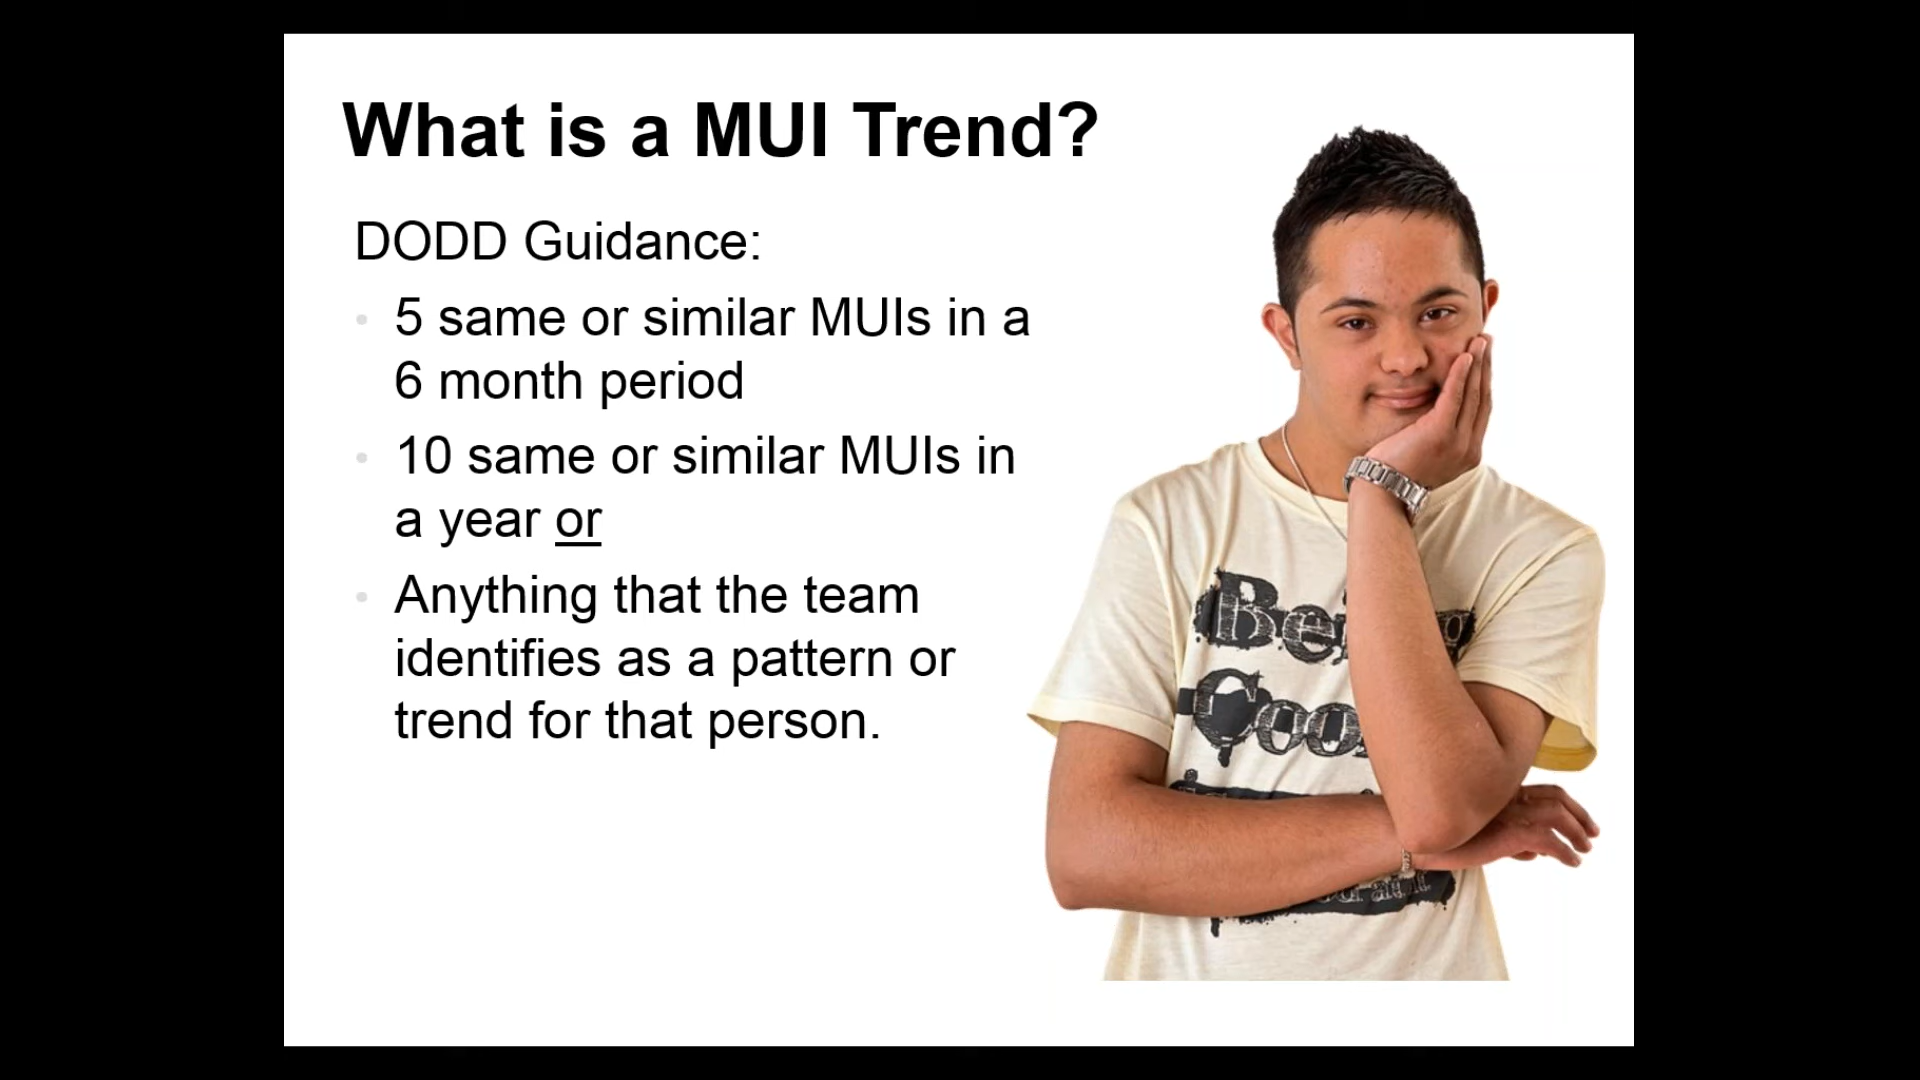 What is a MUI Trend?
DODD Guidance:
5 same or similar MUIs in a
6 month period
10 same or similar MUIs in
a year or
Anything that the team
identifies as a pattern or
trend for that person.